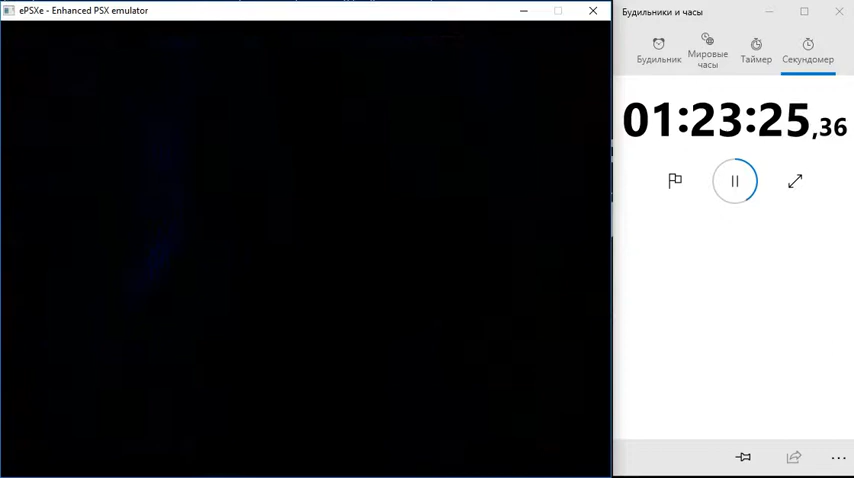 ePSXe - Enhanced PSX emulator
Будильники и часы
Будильник
Мировые
часы
Таймер
Секундомер
01:23:25,36